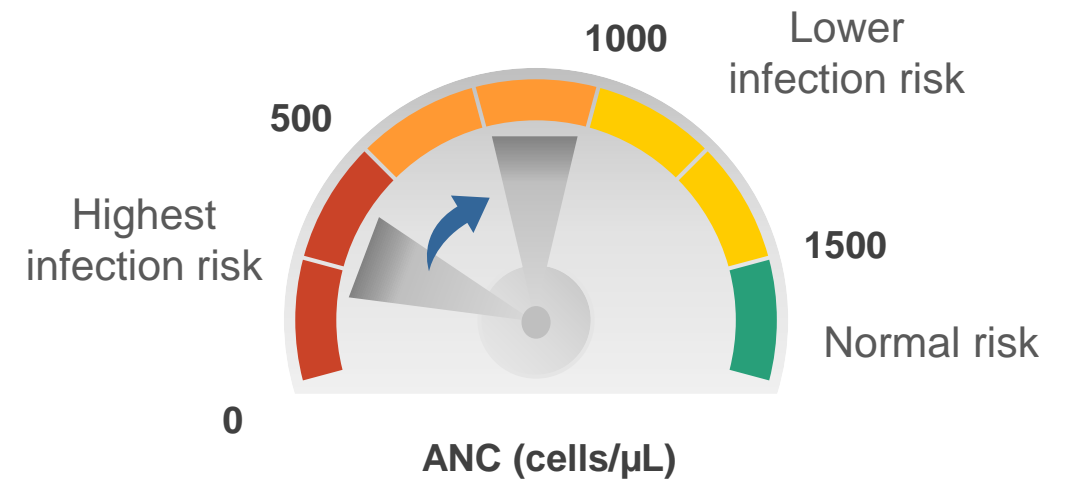 Lower
infection risk
1000
500
Highest
infection risk
1500
Normal risk
0
ANC (cells/µL)